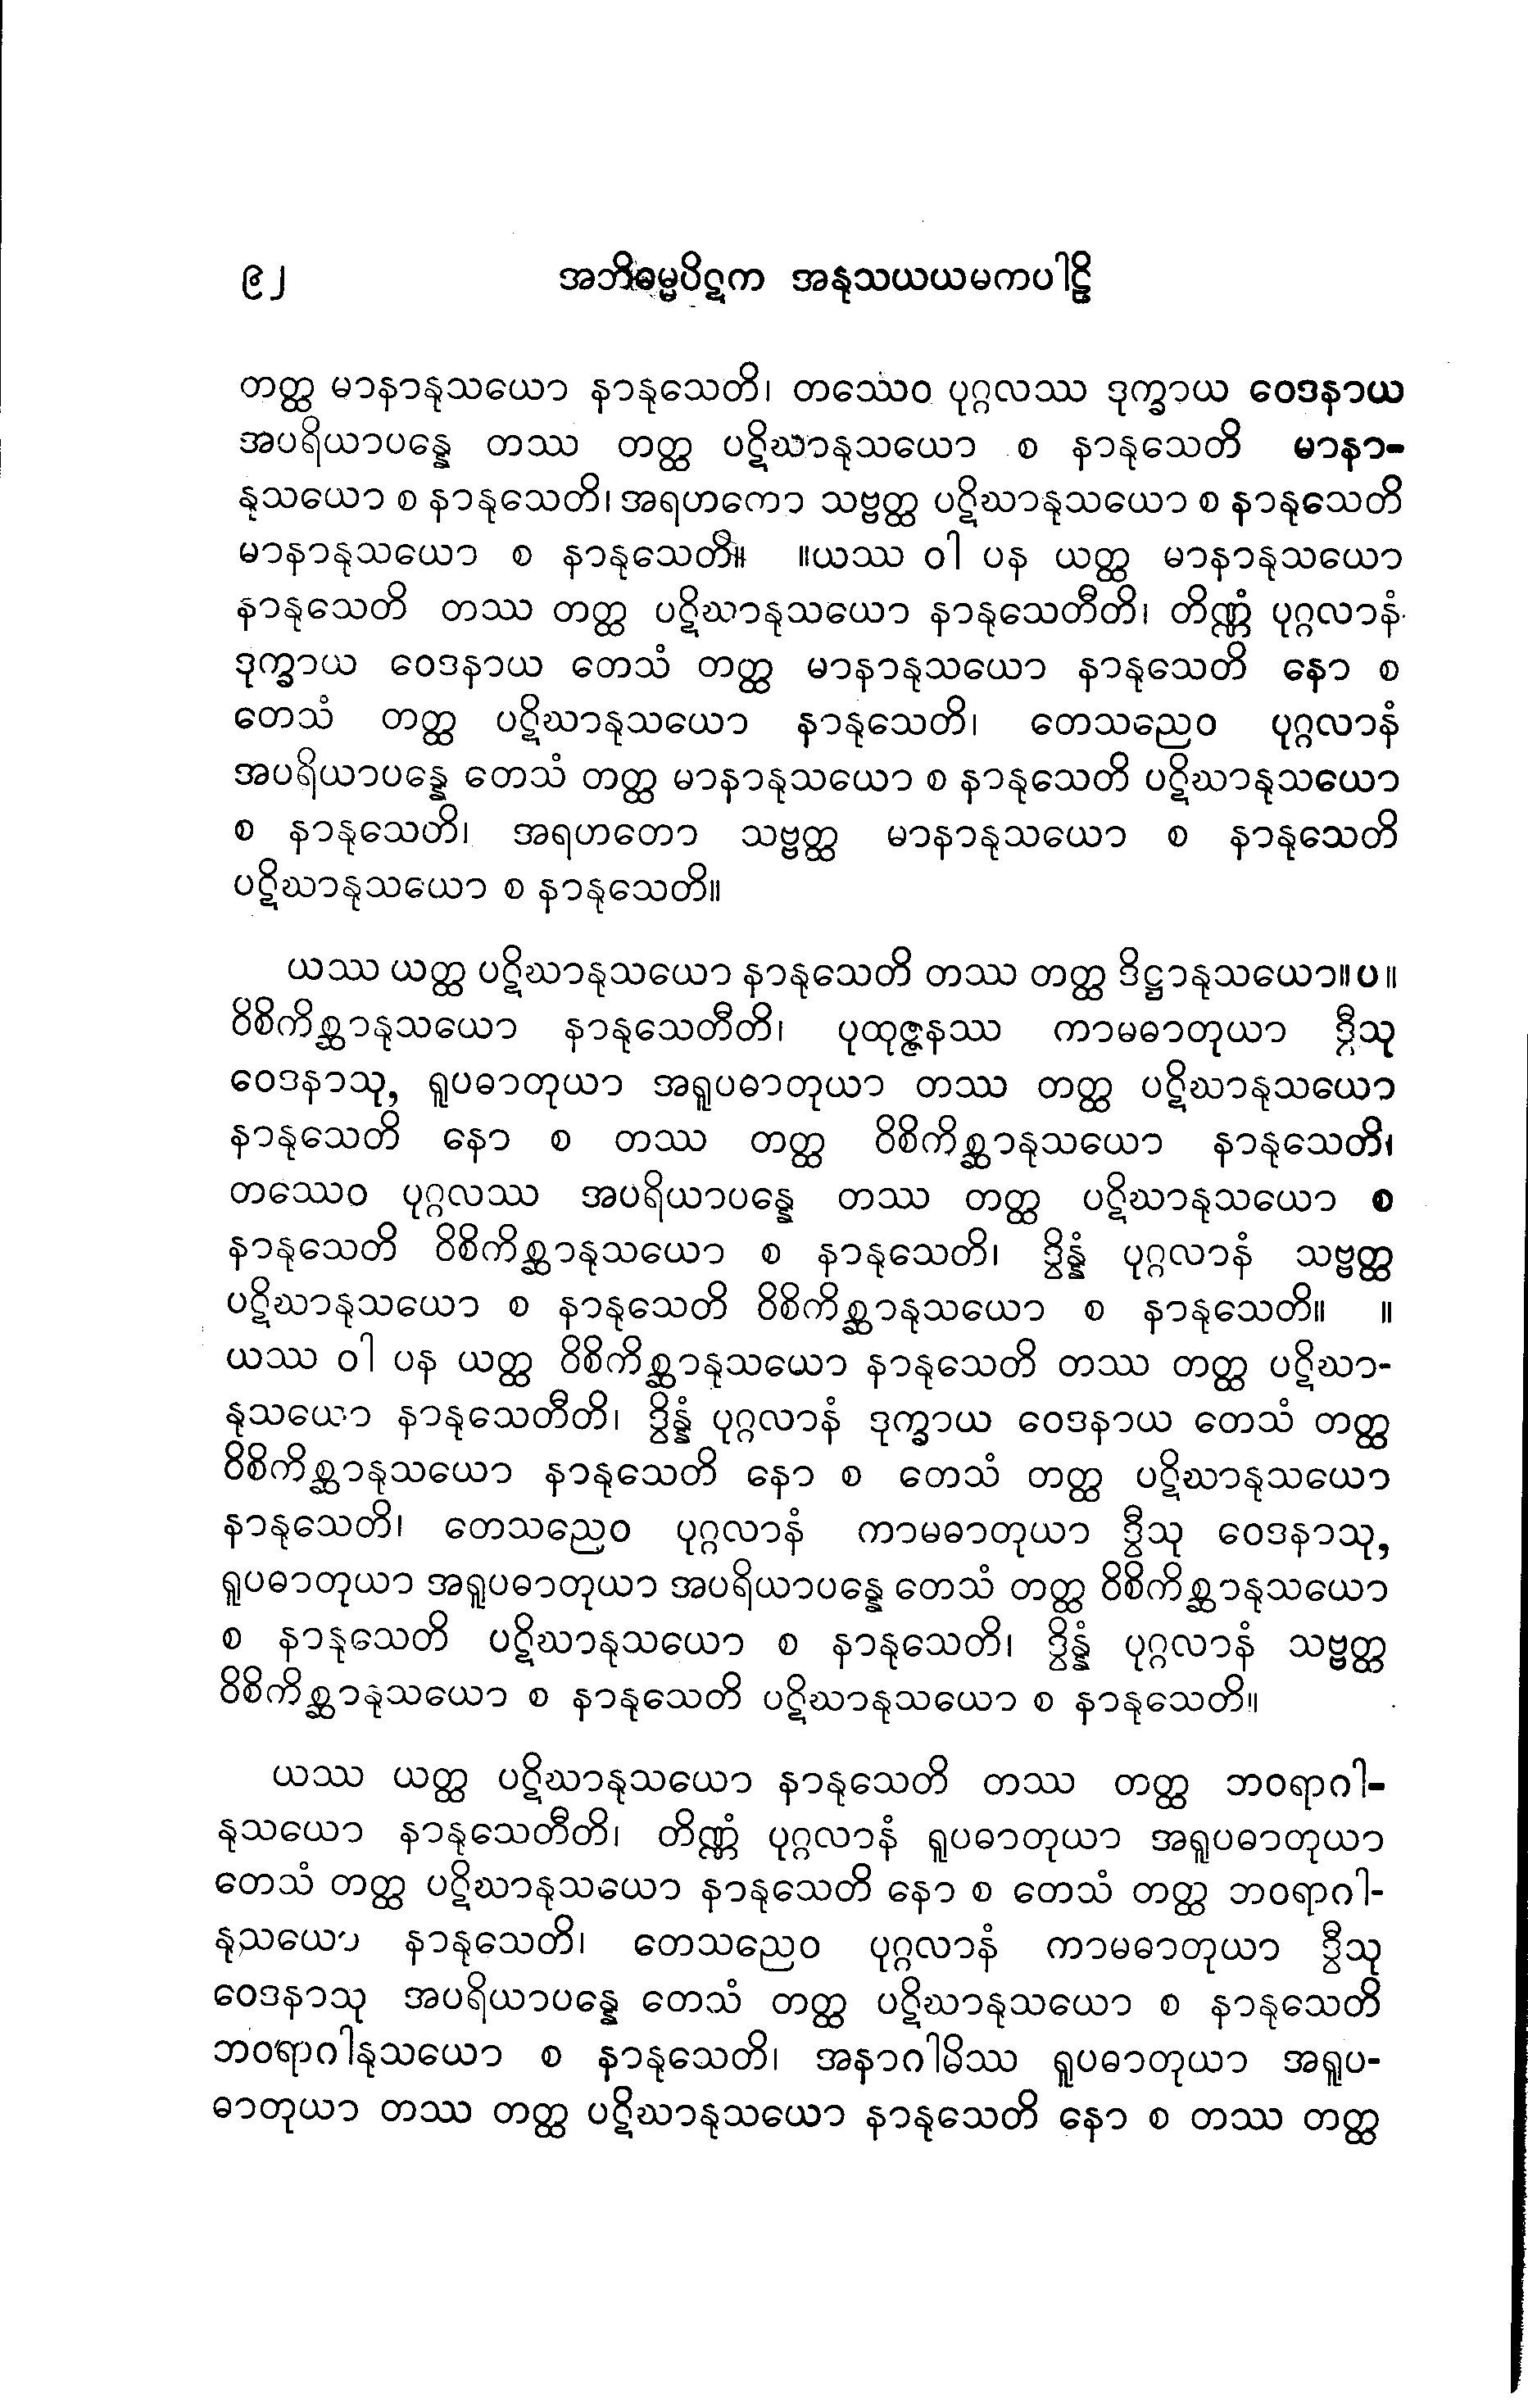 ၉၂ အဘိဓမ္မပိဋက အနုသယယမကပါဠိ
တတ္ထ မာနာနုသယော နာနုသေတိ၊ တဿေဝ ပုဂ္ဂလဿ ဒုက္ခာယ ဝေဒနာယ
အပရိယာပန္နေ တဿ တတ္ထ ပဋိဃာနုသယော စ နာနုသေတိ မာနာ-
နုသယော စ နာနုသေတိ၊ အရဟကော သဗ္ဗတ္ထ ပဋိဃာနုသယော စ နာနုသေတိ
မာနာနုသယော စ နာနုသေတိ။ ။ယဿ ဝါ ပန ယတ္ထ မာနာနုသယော
နာနုသေတိ တဿ တတ္ထ ပဋိဃာနုသယော နာနုသေတီတိ၊ တိဏ္ဏံ ပုဂ္ဂလာနံ
ဒုက္ခာယ ဝေဒနာယ တေသံ တတ္ထ မာနာနုသယော နာနုသေတိ နော စ
တေသံ တတ္ထ ပဋိဃာနုသယော နာနုသေတိ၊ တေသညေဝ ပုဂ္ဂလာနံ
အပရိယာပန္နေ တေသံ တတ္ထ မာနာနုသယော စ နာနုသေတိ ပဋိဃာနုသယော
စ နာနုသေတိ၊ အရဟတော သဗ္ဗတ္ထ မာနာနုသယော စ နာနုသေတိ
ပဋိဃာနုသယော စ နာနုသေတိ။
ယဿ ယတ္ထ ပဋိဃာနုသယော နာနုသေတိ တဿ တတ္ထ ဒိဋ္ဌာနုသယော။ပ။
ဝိစိကိစ္ဆာနုသယော နာနုသေတီတိ၊ ပုထုဇ္ဇနဿ ကာမဓာတုယာ ဒွီသု
ဝေဒနာသု, ရူပဓာတုယာ အရူပဓာတုယာ တဿ တတ္ထ ပဋိဃာနုသယော
နာနုသေတိ နော စ တဿ တတ္ထ ဝိစိကိစ္ဆာနုသယော နာနုသေတိ၊
တဿေဝ ပုဂ္ဂလဿ အပရိယာပန္နေ တဿ တတ္ထ ပဋိဃာနုသယော စ
နာနုသေတိ ဝိစိကိစ္ဆာနုသယော စ နာနုသေတိ၊ ဒွိန္နံ ပုဂ္ဂလာနံ သဗ္ဗတ္ထ
ပဋိဃာနုသယော စ နာနုသေတိ ဝိစိကိစ္ဆာနုသယော စ နာနုသေတိ။ ။
ယဿ ဝါ ပန ယတ္ထ ဝိစိကိစ္ဆာနုသယော နာနုသေတိ တဿ တတ္ထ ပဋိဃာ-
နုသယော နာနုသေတီတိ၊ ဒွိန္နံ ပုဂ္ဂလာနံ ဒုက္ခာယ ဝေဒနာယ တေသံ တတ္ထ
ဝိစိကိစ္ဆာနုသယော နာနုသေတိ နော စ တေသံ တတ္ထ ပဋိဃာနုသယော
နာနုသေတိ၊ တေသညေဝ ပုဂ္ဂလာနံ ကာမဓာတုယာ ဒွီသု ဝေဒနာသု,
ရူပဓာတုယာ အရူပဓာတုယာ အပရိယာပန္နေ တေသံ တတ္ထ ဝိစိကိစ္ဆာနုသယော
စ နာနုသေတိ ပဋိဃာနုသယော စ နာနုသေတိ၊ ဒွိန္နံ ပုဂ္ဂလာနံ သဗ္ဗတ္ထ
ဝိစိကိစ္ဆာနုသယော စ နာနုသေတိ ပဋိဃာနုသယော စ နာနုသေတိ။
ယဿ ယတ္ထ ပဋိဃာနုသယော နာနုသေတိ တဿ တတ္ထ ဘဝရာဂါ-
နုသယော နာနုသေတီတိ၊ တိဏ္ဏံ ပုဂ္ဂလာနံ ရူပဓာတုယာ အရူပဓာတုယာ
တေသံ တတ္ထ ပဋိဃာနုသယော နာနုသေတိ နော စ တေသံ တတ္ထ ဘဝရာဂါ-
နုသယော နာနုသေတိ၊ တေသညေဝ ပုဂ္ဂလာနံ ကာမဓာတုယာ ဒွီသု
ဝေဒနာသု အပရိယာပန္နေ တေသံ တတ္ထ ပဋိဃာနုသယော စ နာနုသေတိ
ဘဝရာဂါနုသယော စ နာနုသေတိ၊ အနာဂါမိဿ ရူပဓာတုယာ အရူပ-
ဓာတုယာ တဿ တတ္ထ ပဋိဃာနုသယော နာနုသေတိ နော စ တဿ တတ္ထ